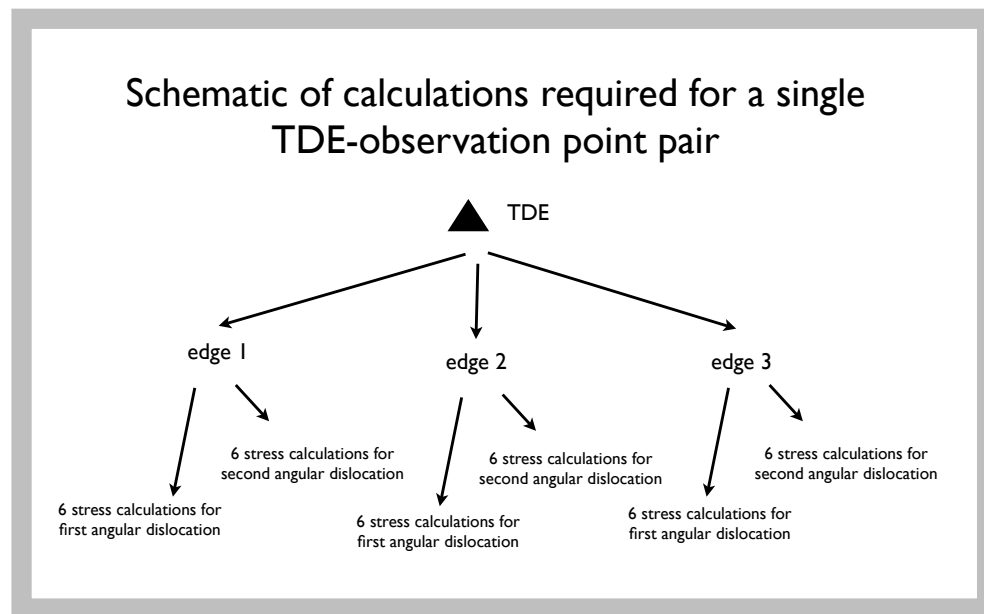 Schematic of calculations required for a single
TDE-observation point pair
TDE
edge 1
edge 2
edge 3
6 stress calculations for
second angular dislocation
6 stress calculations for
first angular dislocation
6 stress calculations for
second angular dislocation
6 stress calculations for
first angular dislocation
6 stress calculations for
second angular dislocation
6 stress calculations for
first angular dislocation